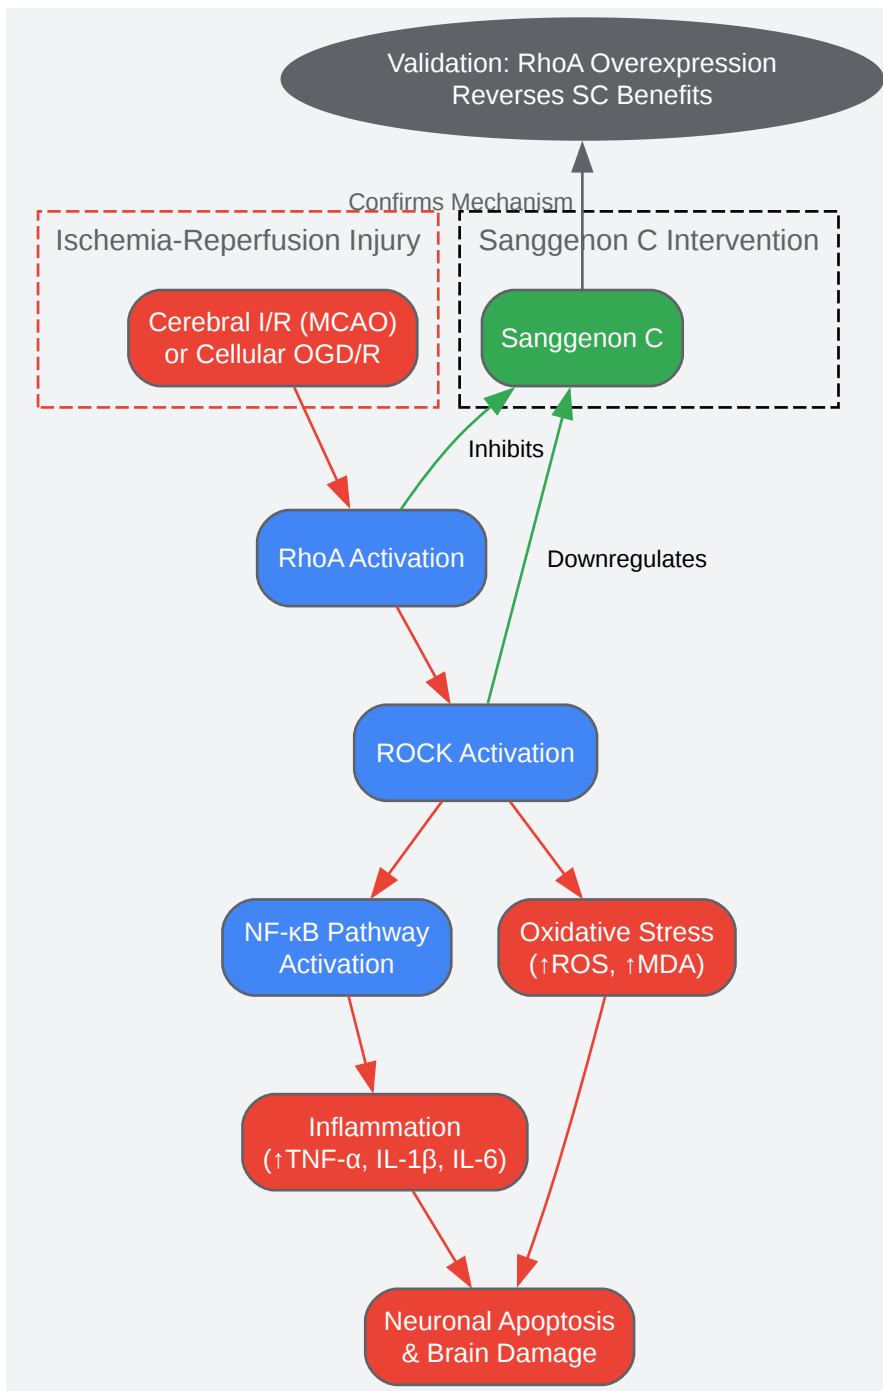 Validation: RhoA Overexpression
Reverses SC Benefits
Confirms Mechanism
Ischemia-Reperfusion Injury
Sanggenon C Intervention
Cerebral I/R (MCAO)
or Cellular OGD/R
Sanggenon C
Inhibits
RhoA Activation
Downregulates
ROCK Activation
NF-κB Pathway
Activation
Oxidative Stress
(↑ROS, ↑MDA)
Inflammation
(↑TNF-α, IL-1β, IL-6)
Neuronal Apoptosis
& Brain Damage